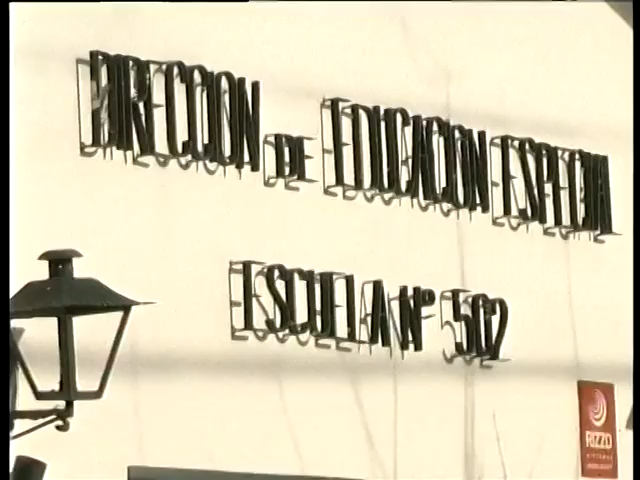 DIRECCION DE EDUCACION ESPECIAL
ESCUELA Nº 502
RIZZO